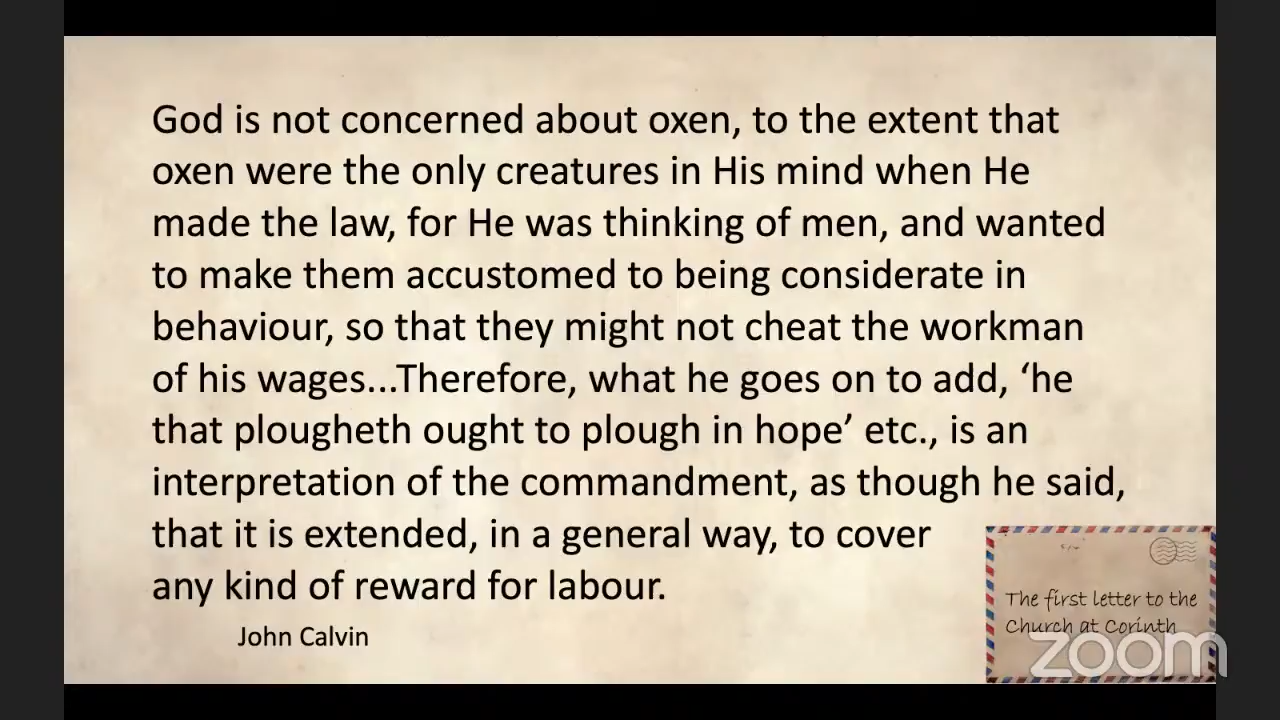 God is not concerned about oxen, to the extent that
oxen were the only creatures in His mind when He
made the law, for He was thinking of men, and wanted
to make them accustomed to being considerate in
behaviour, so that they might not cheat the workman
of his wages...Therefore, what he goes on to add, ‘he
that plougheth ought to plough in hope’ etc., is an
interpretation of the commandment, as though he said,
that it is extended, in a general way, to cover
any kind of reward for labour.
John Calvin
The first letter to the
Church at Corinth
zoom